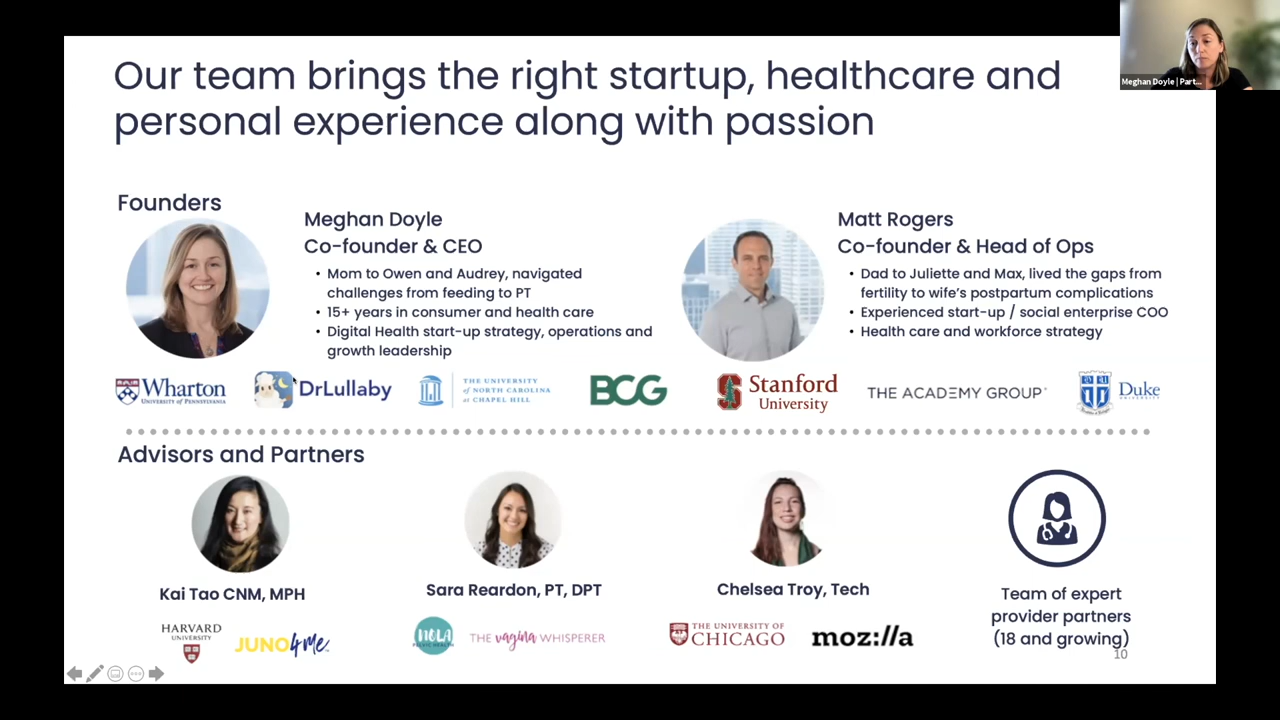 Our team brings the right startup, healthcare and
personal experience along with passion
Meghan Doyle | Part...
Founders
Meghan Doyle
Co-founder & CEO
• Mom to Owen and Audrey, navigated
challenges from feeding to PT
• 15+ years in consumer and health care
• Digital Health start-up strategy, operations and
growth leadership
Matt Rogers
Co-founder & Head of Ops
• Dad to Juliette and Max, lived the gaps from
fertility to wife's postpartum complications
• Experienced start-up / social enterprise COO
• Health care and workforce strategy
Wharton
UNIVERSITY of PENNSYLVANIA
DrLullaby
THE UNIVERSITY
of NORTH CAROLINA
at CHAPEL HILL
BCG
Stanford
University
THE ACADEMY GROUP
Duke
UNIVERSITY
Advisors and Partners
Kai Tao CNM, MPH
HARVARD
UNIVERSITY
JUNO4Me
Sara Reardon, PT, DPT
NOLA
PELVIC HEALTH
THE vagina WHISPERER
Chelsea Troy, Tech
THE UNIVERSITY OF
CHICAGO
moz://a
Team of expert
provider partners
(18 and growing)
10